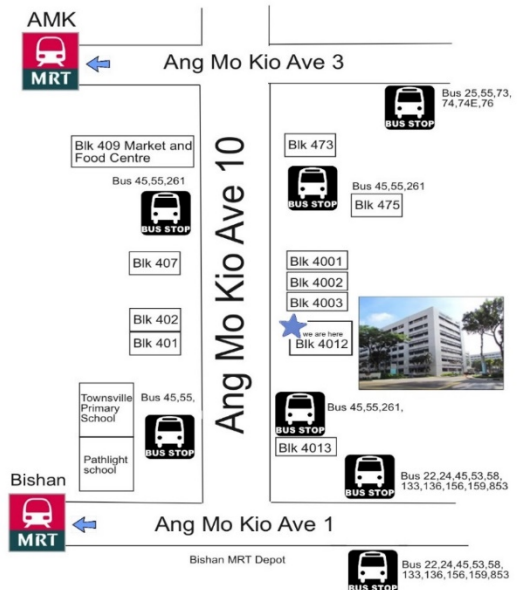 AMK
MRT
Ang Mo Kio Ave 3
Bus 25,55,73,
74,74E,76
BUS STOP
Blk 409 Market and
Food Centre
Blk 473
Bus 45,55,261
BUS STOP
Bus 45,55,261
BUS STOP
Blk 475
Ang Mo Kio Ave 10
Blk 407
Blk 4001
Blk 4002
Blk 4003
Blk 402
Blk 401
we are here
Blk 4012
Townsville
Primary
School
Bus 45,55,
BUS STOP
Bus 45,55,261,
BUS STOP
Pathlight
school
Blk 4013
Bus 22,24,45,53,58,
133,136,156,159,853
BUS STOP
Bishan
MRT
Ang Mo Kio Ave 1
Bishan MRT Depot
Bus 22,24,45,53,58,
133,136,156,159,853
BUS STOP